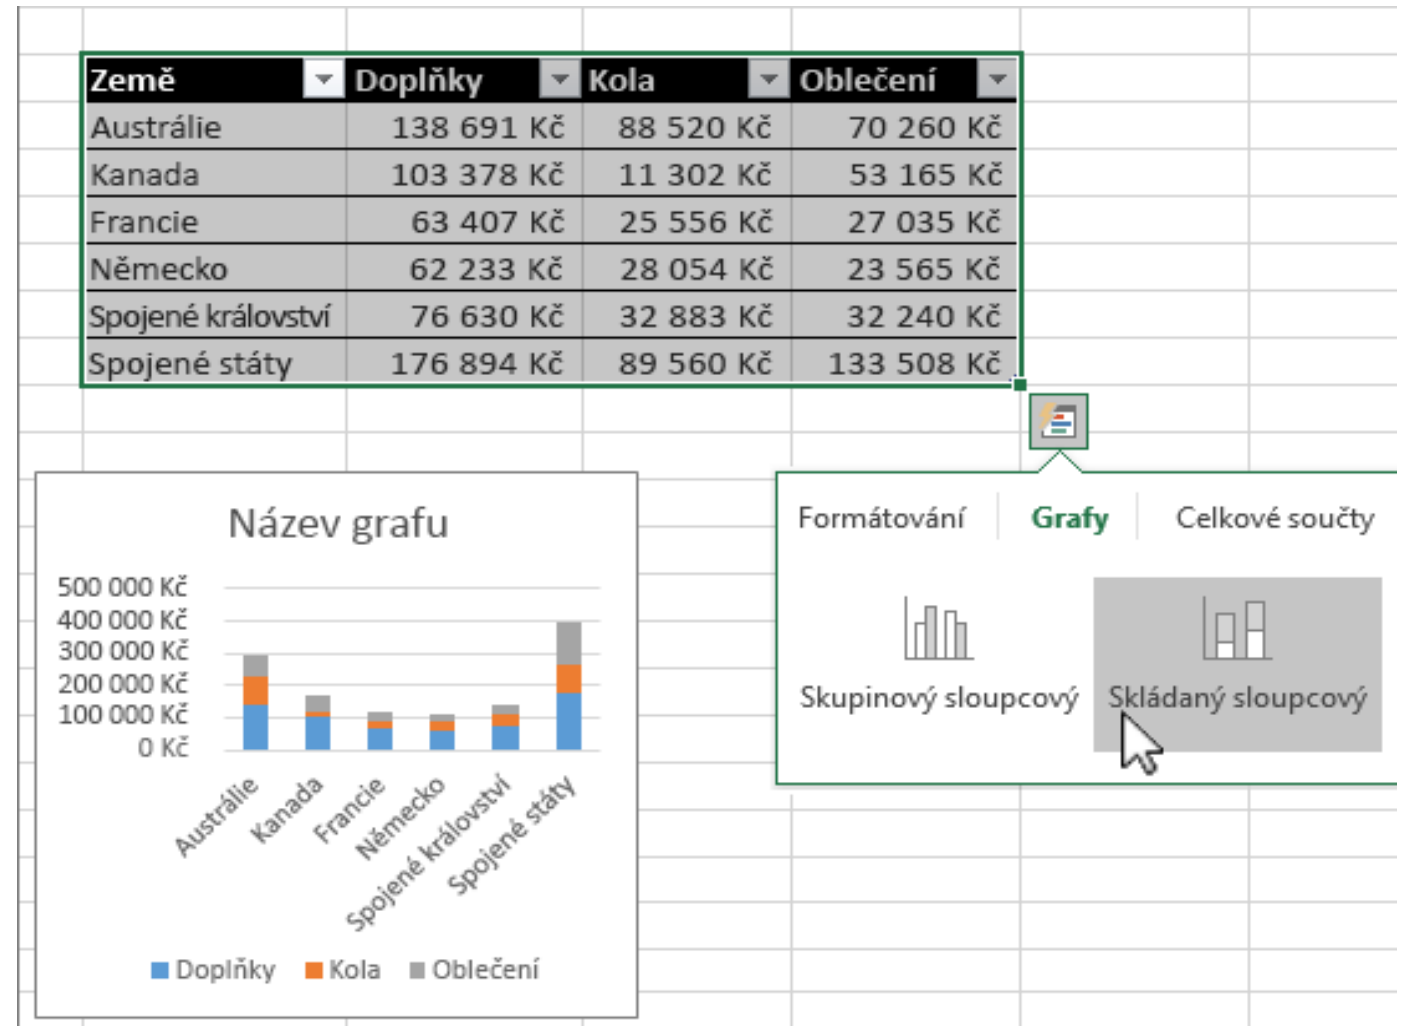 Země Doplňky Kola Oblečení
Austrálie 138 691 Kč 88 520 Kč 70 260 Kč
Kanada 103 378 Kč 11 302 Kč 53 165 Kč
Francie 63 407 Kč 25 556 Kč 27 035 Kč
Německo 62 233 Kč 28 054 Kč 23 565 Kč
Spojené království 76 630 Kč 32 883 Kč 32 240 Kč
Spojené státy 176 894 Kč 89 560 Kč 133 508 Kč
Název grafu
500 000 Kč
400 000 Kč
300 000 Kč
200 000 Kč
100 000 Kč
0 Kč
Austrálie
Kanada
Francie
Německo
Spojené království
Spojené státy
Doplňky Kola Oblečení
Formátování Grafy Celkové součty
Skupinový sloupcový Skládaný sloupcový